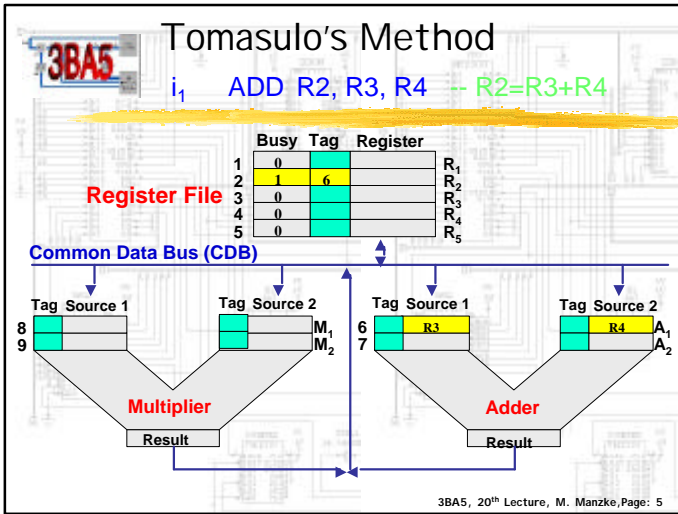 3BA5
Tomasulo's Method
i1 ADD R2, R3, R4 -- R2=R3+R4
Busy Tag Register
1 0 R1
2 1 6 R2
3 0 R3
4 0 R4
5 0 R5
Register File
Common Data Bus (CDB)
Tag Source 1 Tag Source 2 Tag Source 1 Tag Source 2
8 M1 6 R3 R4 A1
9 M2 7 A2
Multiplier Adder
Result Result
3BA5, 20th Lecture, M. Manzke,Page: 5